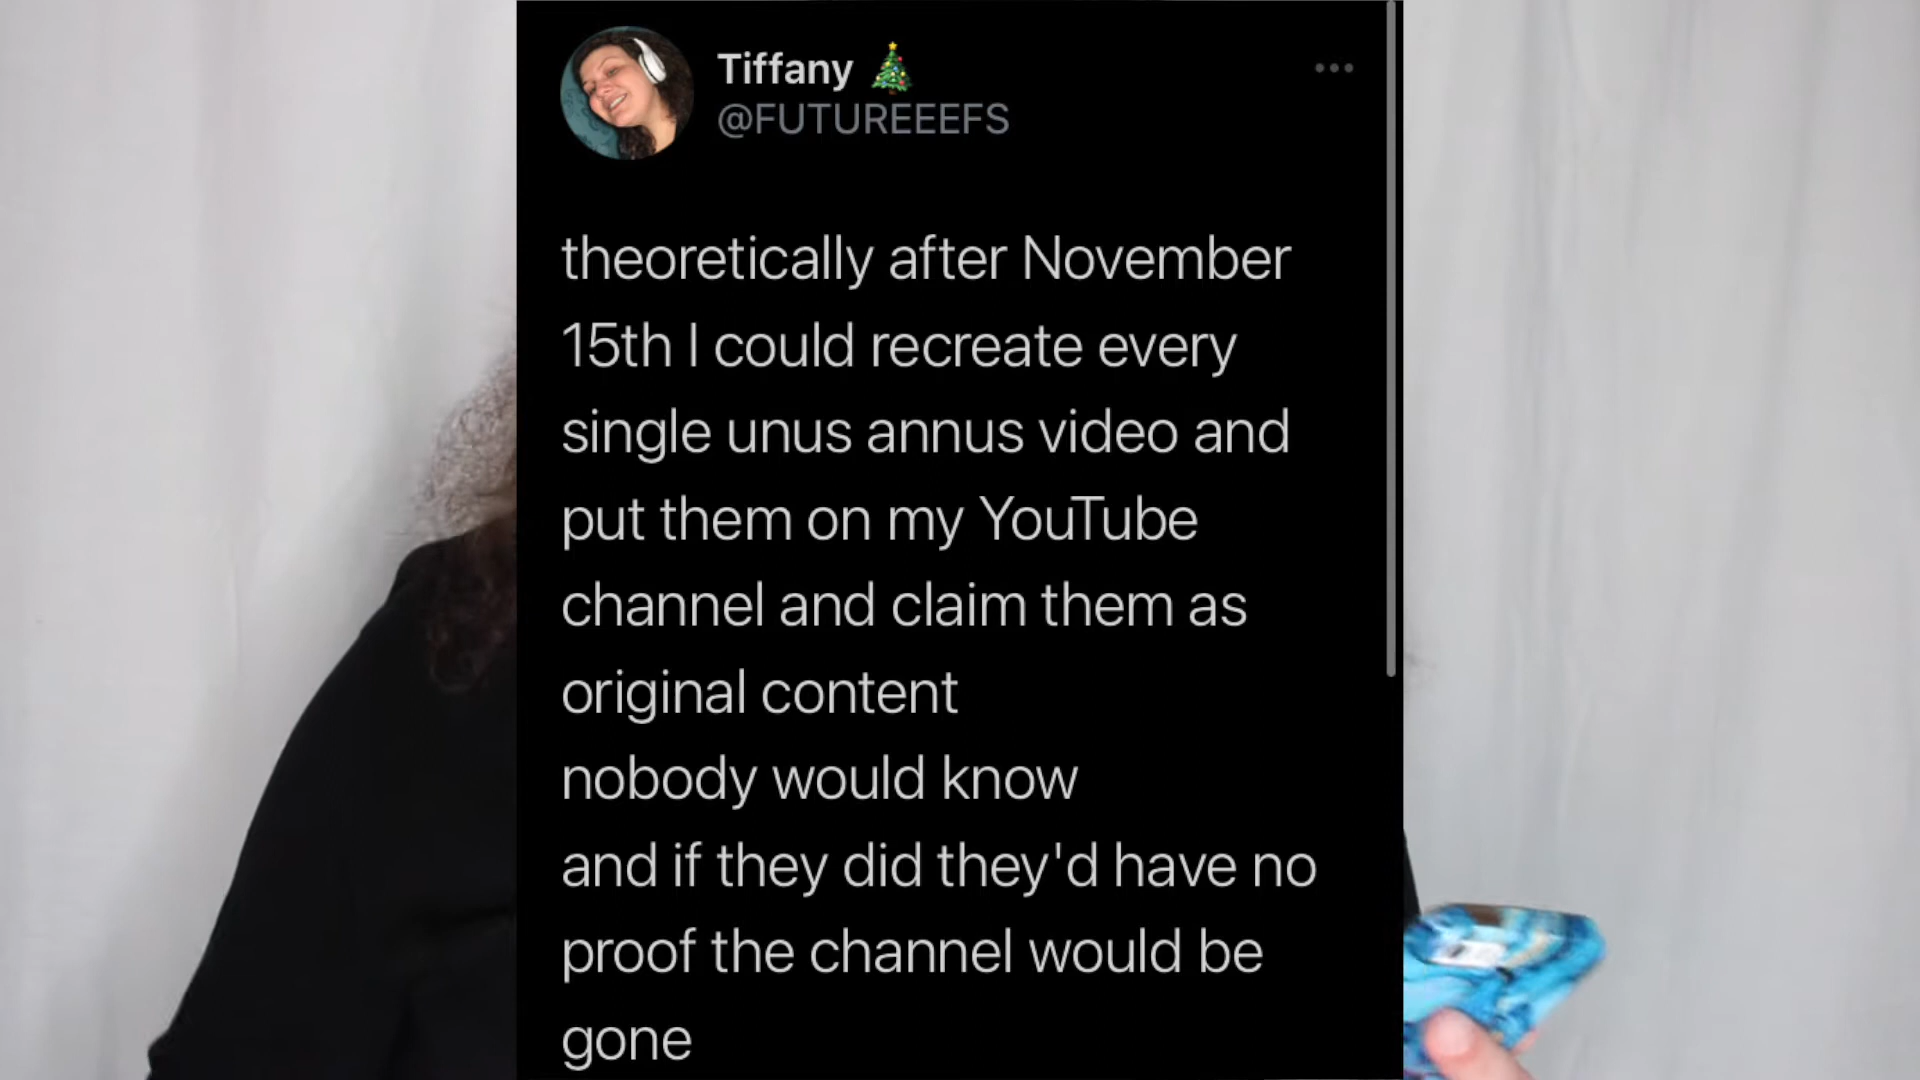 Tiffany 🎄
@FUTUREEEFS
theoretically after November
15th I could recreate every
single unus annus video and
put them on my YouTube
channel and claim them as
original content
nobody would know
and if they did they'd have no
proof the channel would be
gone